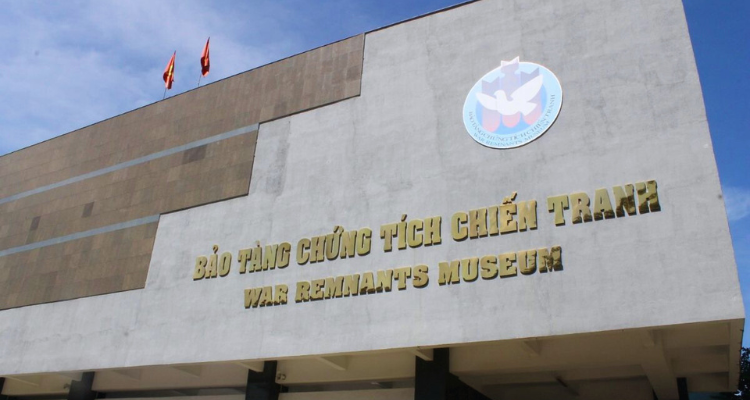 BẢO TÀNG CHỨNG TÍCH CHIẾN TRANH
WAR REMNANTS MUSEUM